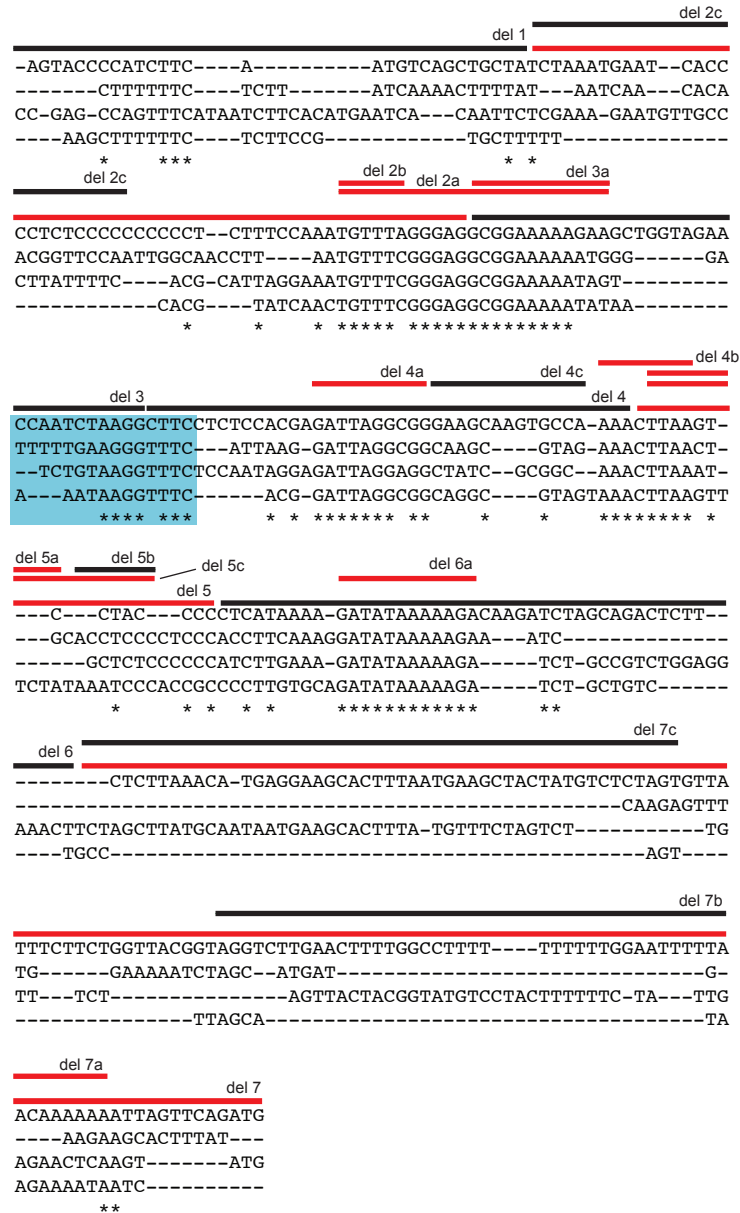 del 2c
del 1
-AGTACCCCATCTTC----A----------ATGTCAGCTGCTATCTAAATGAAT--CACC
-------CTTTTTTC----TCTT-------ATCAAAACTTTTAT---AATCAA---CACA
CC-GAG-CCAGTTTCATAATCTTCACATGAATCA---CAATTCTCGAAA-GAATGTTGCC
----AAGCTTTTTTC----TCTTCCG-----------TGCTTTTT
* *** * *
del 2c del 2b del 2a del 3a
CCTCTCCCCCCCCCCT--CTTTCCAAATGTTTAGGGAGGCGGAAAAAGAAGCTGGTAGAA
ACGGTTCCAATTGGCAACCTT----AATGTTTCGGGAGGCGGAAAAAATGGG-----GA
CTTATTTTC----ACG-CATTAGGAAATGTTTCGGGAGGCGGAAAAATAGT---------
------------CACG----TATCAACTGTTTCGGGAGGCGGAAAAATATAA--------
* * * ***** **************
del 4b
del 4a del 4c
del 3 del 4
CCAATCTAAGGCTTCCTCTCCACGAGATTAGGCGGGAAGCAAGTGCCA-AAACTTAAGT-
TTTTTGAAGGGTTTC---ATTAAG-GATTAGGCGGCAAGC----GTAG-AAACTTAACT-
--TCTGTAAGGTTTCTCCAATAGGAGATTAGGAGGCTATC--GCGGC-AAACTTAAAT-
A---AATAAGGTTTC------ACG-GATTAGGCGGCAGGC----GTAGTAAACTTAAGTT
**** *** * * ******* ** * * ******** *
del 5a del 5b del 5c del 6a
del 5
---C---CTAC---CCCCTCATAAAA-GATATAAAAAGACAAGATCTAGCAGACTCTT--
---GCACCTCCCCTCCCACCTTCAAAGGATATAAAAAGAA---ATC--------------
------GCTCTCCCCCCATCTTGAAA-GATATAAAAAGA-----TCT-GCCGTCTGGAGG
TCTATAAATCCCACCGCCCCTTGTGCAGATATAAAAAGA-----TCT-GCTGTC------
* * * * * ************ **
del 7c
del 6
--------CTCTTAAACA-TGAGGAAGCACTTTAATGAAGCTACTATGTCTCTAGTGTTA
---------------------------------------------------CAAGAGTTT
AAACTTCTAGCTTATGCAATAATGAAGCACTTTA-TGTTTCTAGTCT-----------TG
----TGCC---------------------------------------------AGT----
del 7b
TTTCTTCTGGTTACGGTAGGTCTTGAACTTTTGGCCTTTT----TTTTTTGGAATTTTTA
TG------GAAAAATCTAGC--ATGAT-------------------------------G-
TT---TCT---------------AGTTACTACGGTATGTCCTACTTTTTTC-TA---TTG
---------------TTAGCA-------------------------------------TA
del 7a
del 7
ACAAAAAAATTAGTTCAGATG
----AAGAAGCACTTTAT---
AGAACTCAAGT-------ATG
AGAAAATAATC----------
**